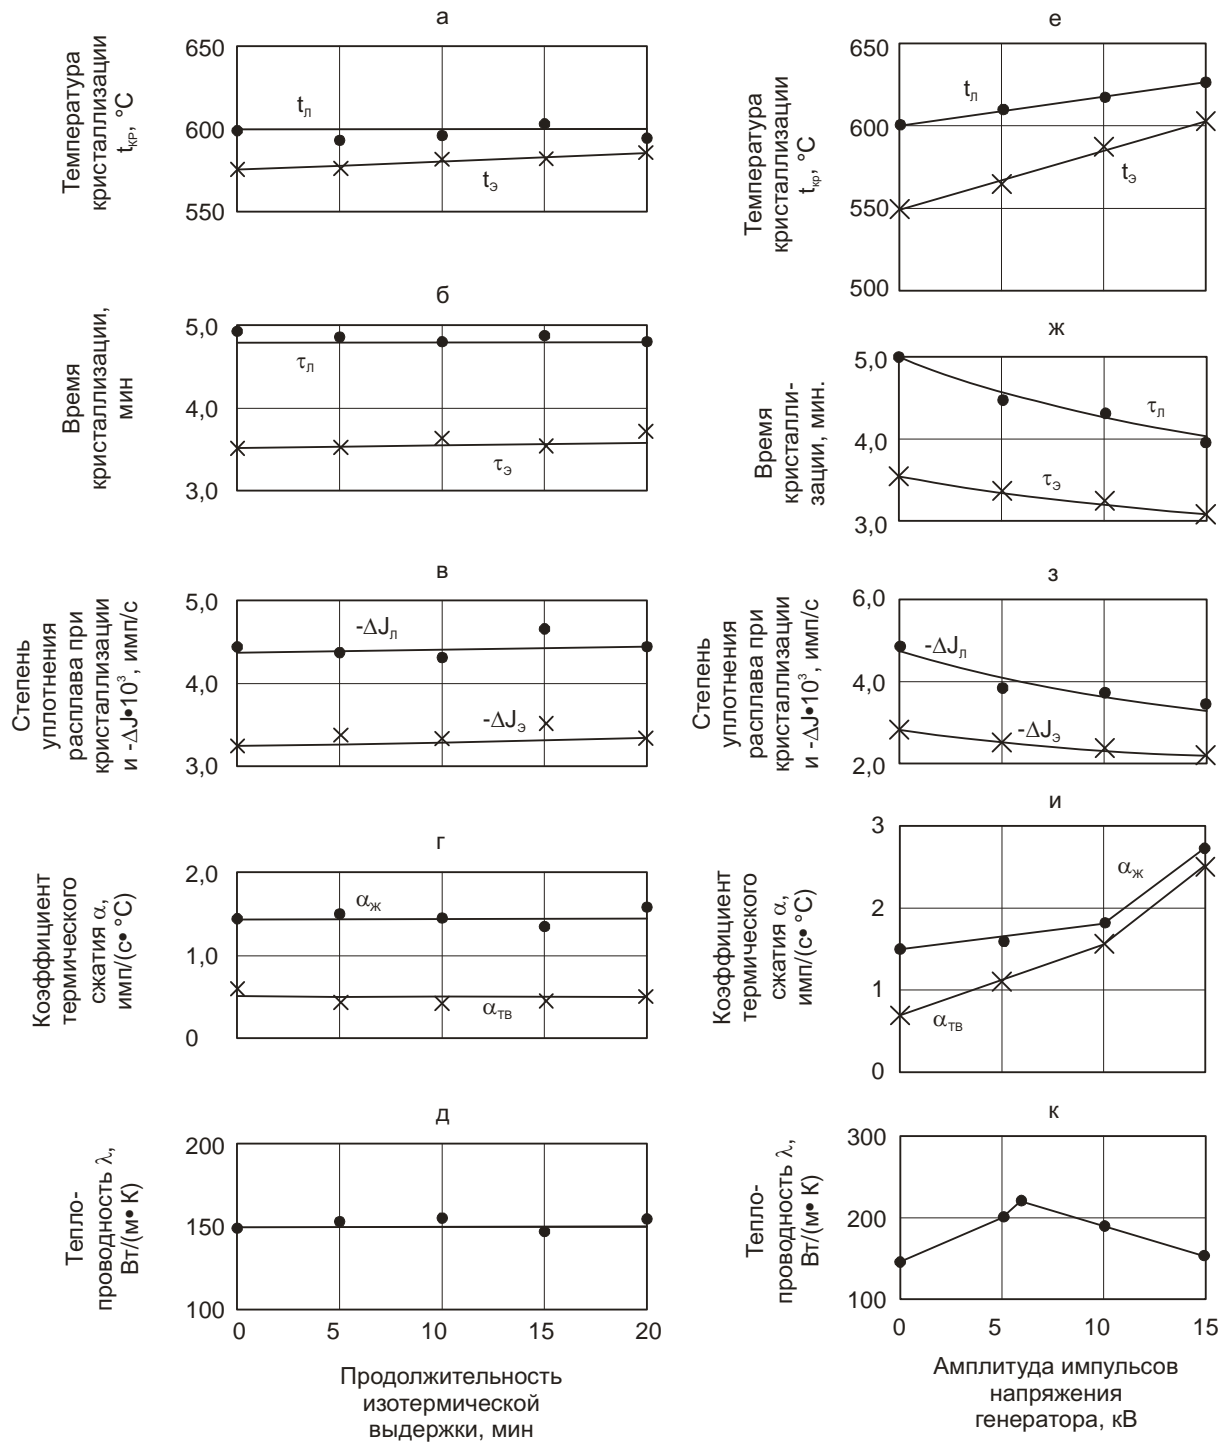 а
Температура
кристаллизации
tкр, °С
650
600
550
tл
tэ
б
Время
кристаллизации,
мин
5,0
4,0
3,0
τл
τэ
в
Степень
уплотнения
расплава при
кристаллизации
и -ΔJ•10³, имп/с
5,0
4,0
3,0
-ΔJл
-ΔJэ
г
Коэффициент
термического
сжатия α,
имп/(с• °С)
2,0
1,0
0
αж
αтв
д
Тепло-
проводность λ,
Вт/(м• К)
200
150
100
0 5 10 15 20
Продолжительность
изотермической
выдержки, мин
е
Температура
кристаллизации
tкр, °С
650
600
550
500
tл
tэ
ж
Время
кристалли-
зации, мин.
5,0
4,0
3,0
τл
τэ
з
Степень
уплотнения
расплава при
кристаллизации
и -ΔJ•10³, имп/с
6,0
4,0
2,0
-ΔJл
-ΔJэ
и
Коэффициент
термического
сжатия α,
имп/(с• °С)
3
2
1
0
αж
αтв
к
Тепло-
проводность λ,
Вт/(м• К)
300
200
100
0 5 10 15
Амплитуда импульсов
напряжения
генератора, кВ